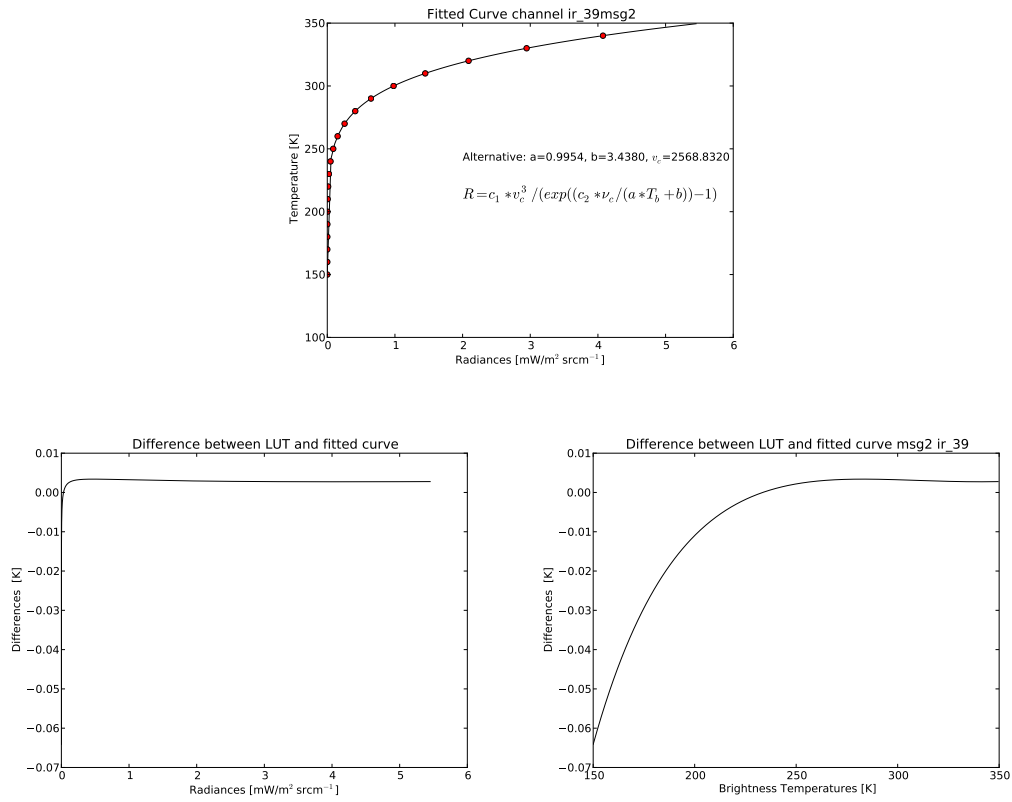 Fitted Curve channel ir_39msg2
350
300
250
200
150
100
Temperature [K]
Alternative: a=0.9954, b=3.4380, v_c=2568.8320
R=c_1*v_c^3/(exp((c_2*ν_c/(a*T_b+b))−1)
0 1 2 3 4 5 6
Radiances [mW/m² srcm⁻¹]
Difference between LUT and fitted curve
0.01
0.00
−0.01
−0.02
−0.03
−0.04
−0.05
−0.06
−0.07
Differences [K]
0 1 2 3 4 5 6
Radiances [mW/m² srcm⁻¹]
Difference between LUT and fitted curve msg2 ir_39
0.01
0.00
−0.01
−0.02
−0.03
−0.04
−0.05
−0.06
−0.07
Differences [K]
150 200 250 300 350
Brightness Temperatures [K]